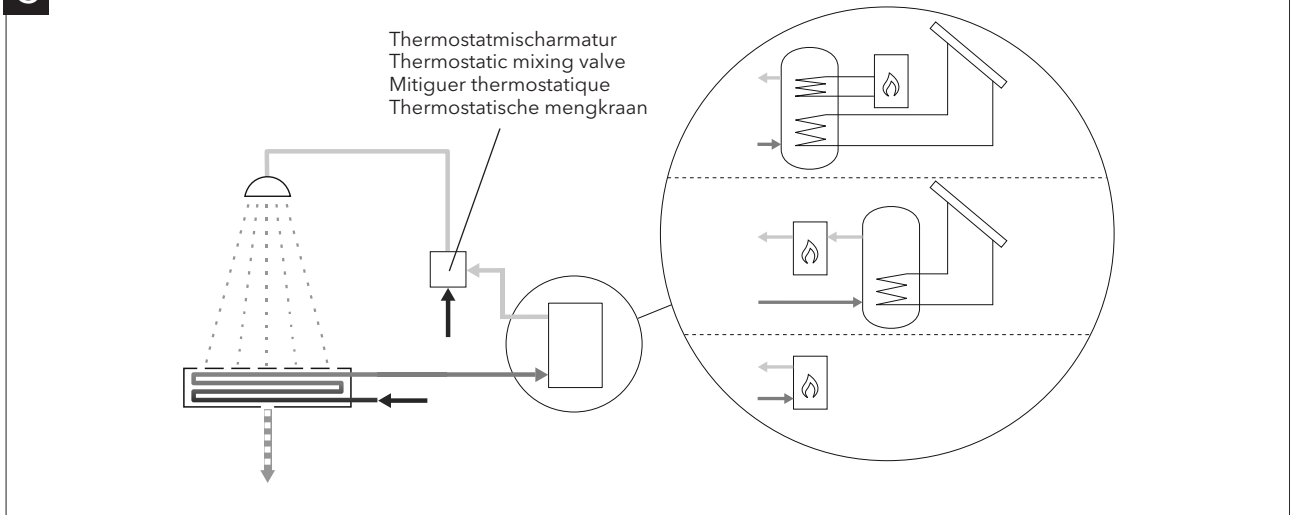 Thermostatmischarmatur
Thermostatic mixing valve
Mitiguer thermostatique
Thermostatische mengkraan